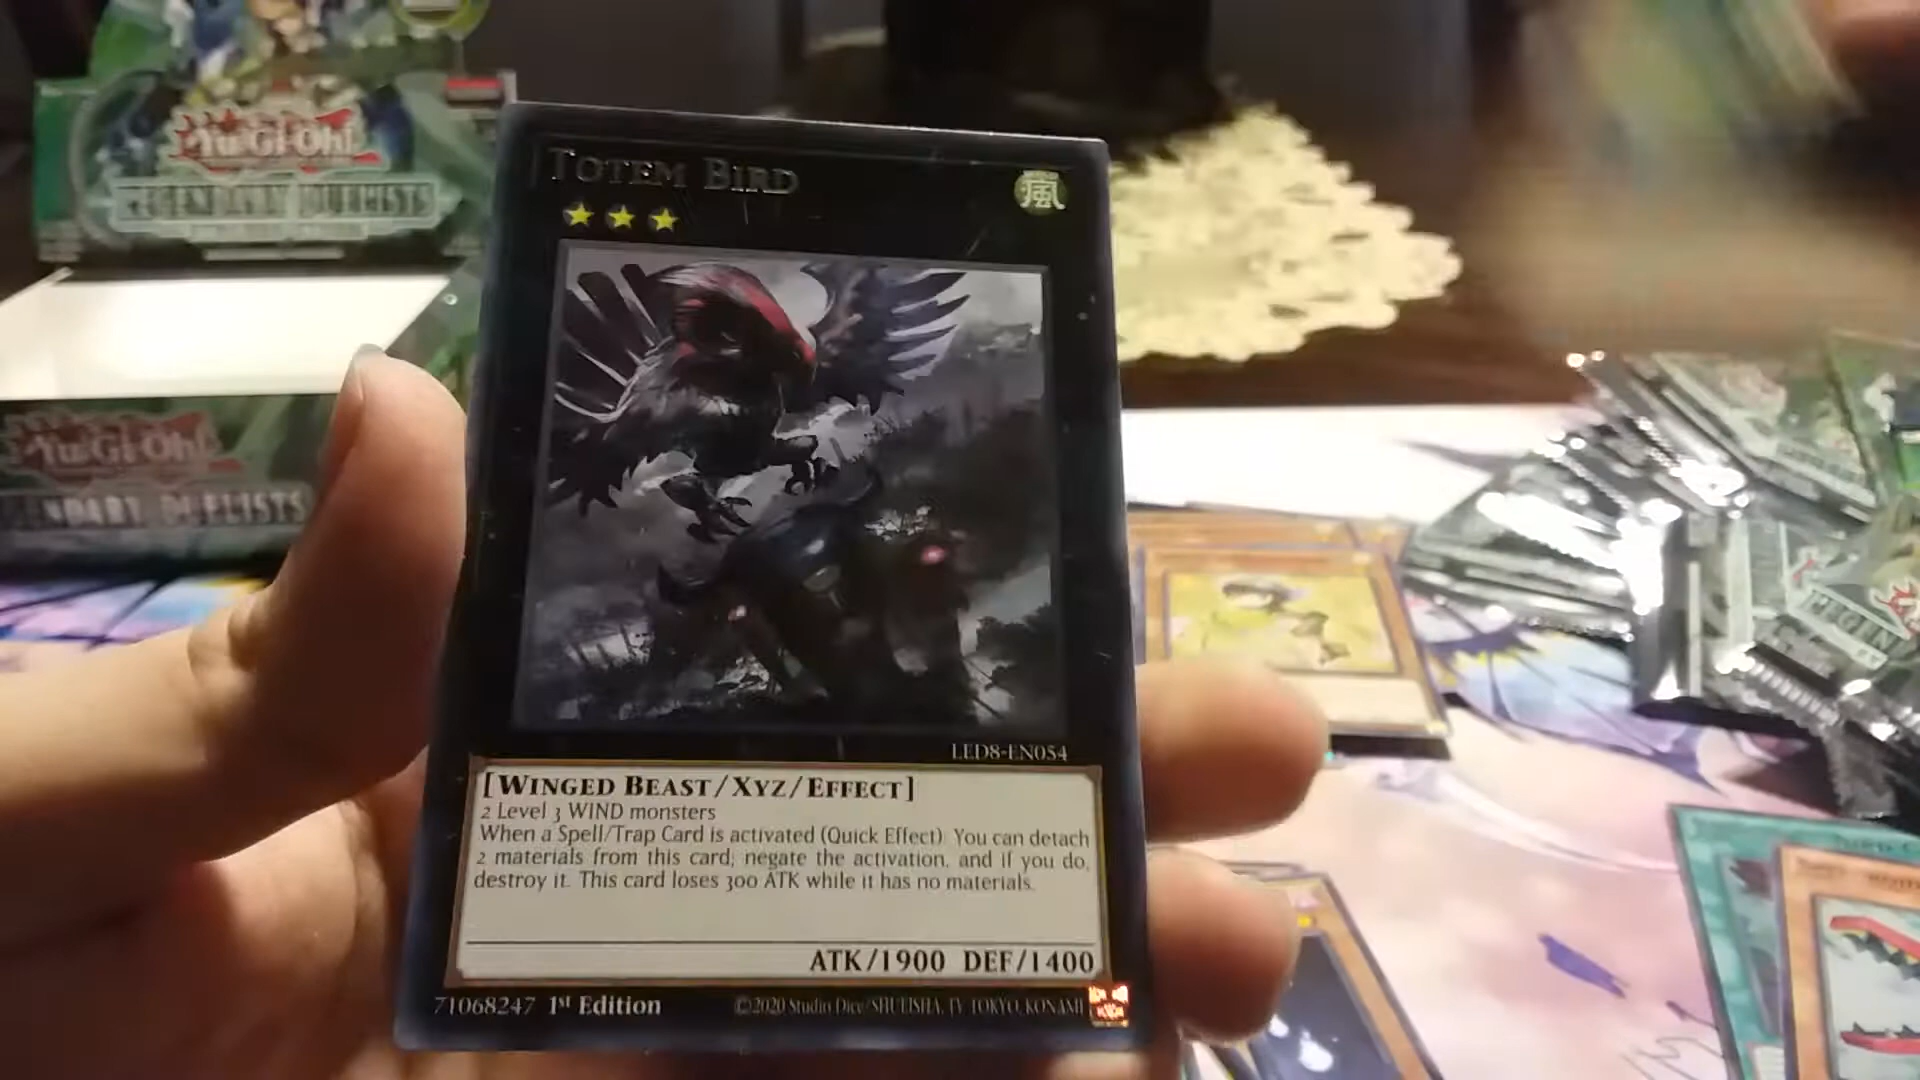 Yu-Gi-Oh!
LEGENDARY DUELISTS
Yu-Gi-Oh!
DUELISTS
TOTEM BIRD
風
LED8-EN054
[WINGED BEAST/XYZ/EFFECT]
2 Level 3 WIND monsters
When a Spell/Trap Card is activated (Quick Effect): You can detach
2 materials from this card; negate the activation, and if you do,
destroy it. This card loses 300 ATK while it has no materials.
ATK/1900 DEF/1400
71068247 1st Edition
©2020 Studio Dice/SHUEISHA, TV TOKYO, KONAMI